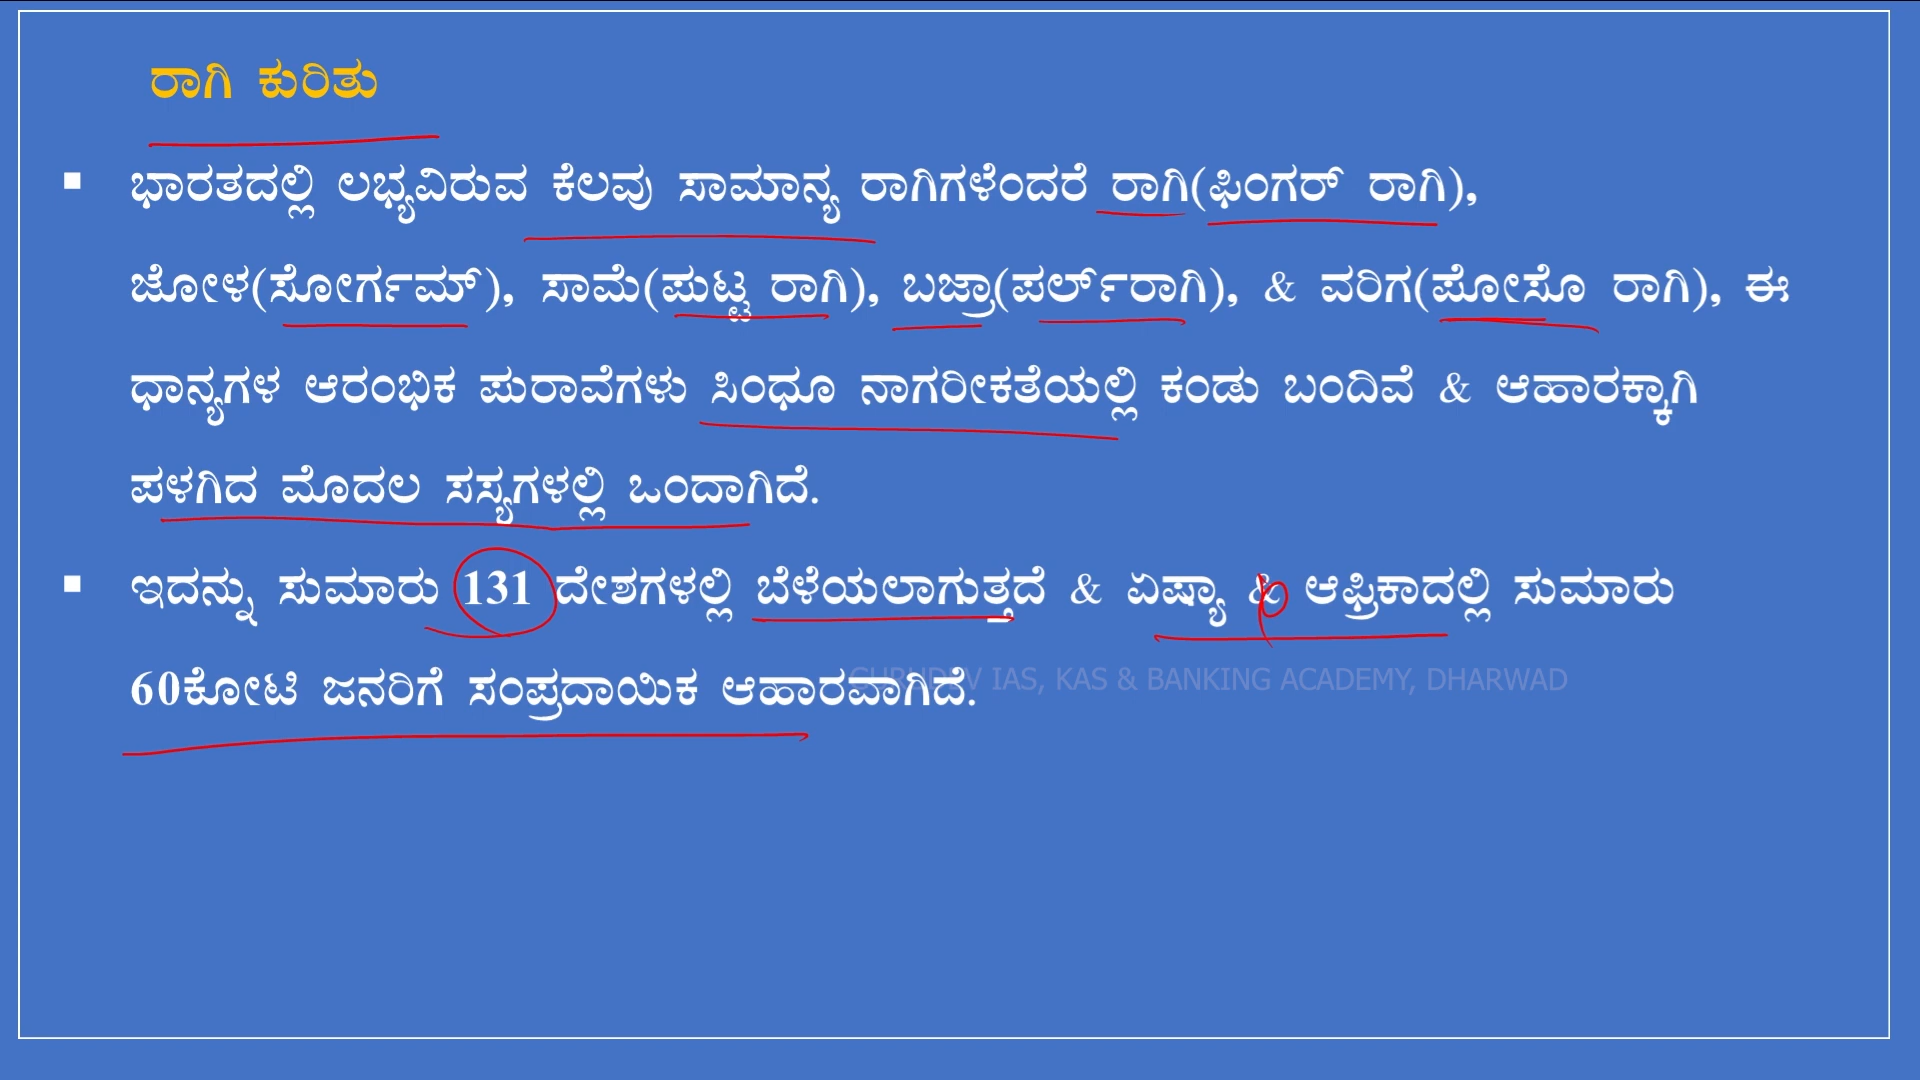 ರಾಗಿ ಕುರಿತು
▪ ಭಾರತದಲ್ಲಿ ಲಭ್ಯವಿರುವ ಕೆಲವು ಸಾಮಾನ್ಯ ರಾಗಿಗಳೆಂದರೆ ರಾಗಿ(ಫಿಂಗರ್ ರಾಗಿ),
ಜೋಳ(ಸೋರ್ಗಮ್), ಸಾಮೆ(ಪುಟ್ಟ ರಾಗಿ), ಬಜ್ರಾ(ಪರ್ಲ್‌ರಾಗಿ), & ವರಿಗ(ಪೋಸೊ ರಾಗಿ), ಈ
ಧಾನ್ಯಗಳ ಆರಂಭಿಕ ಪುರಾವೆಗಳು ಸಿಂಧೂ ನಾಗರೀಕತೆಯಲ್ಲಿ ಕಂಡು ಬಂದಿವೆ & ಆಹಾರಕ್ಕಾಗಿ
ಪಳಗಿದ ಮೊದಲ ಸಸ್ಯಗಳಲ್ಲಿ ಒಂದಾಗಿದೆ.
▪ ಇದನ್ನು ಸುಮಾರು 131 ದೇಶಗಳಲ್ಲಿ ಬೆಳೆಯಲಾಗುತ್ತದೆ & ಏಷ್ಯಾ & ಆಫ್ರಿಕಾದಲ್ಲಿ ಸುಮಾರು
60ಕೋಟಿ ಜನರಿಗೆ ಸಂಪ್ರದಾಯಿಕ ಆಹಾರವಾಗಿದೆ.
GURUDEV IAS, KAS & BANKING ACADEMY, DHARWAD